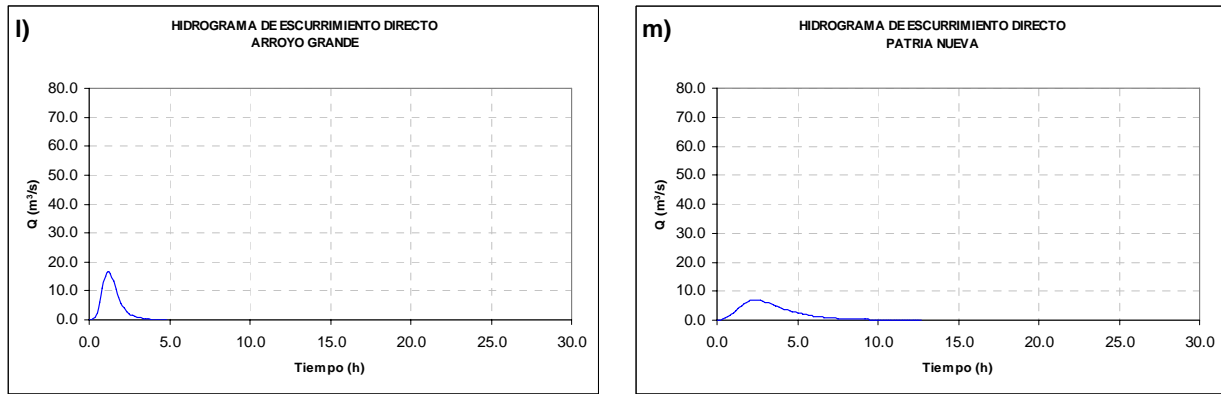 l)
HIDROGRAMA DE ESCURRIMIENTO DIRECTO
ARROYO GRANDE
80.0
70.0
60.0
50.0
40.0
30.0
20.0
10.0
0.0
Q (m³/s)
0.0 5.0 10.0 15.0 20.0 25.0 30.0
Tiempo (h)
m)
HIDROGRAMA DE ESCURRIMIENTO DIRECTO
PATRIA NUEVA
80.0
70.0
60.0
50.0
40.0
30.0
20.0
10.0
0.0
Q (m³/s)
0.0 5.0 10.0 15.0 20.0 25.0 30.0
Tiempo (h)